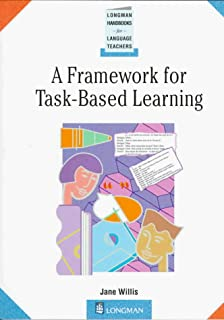 LONGMAN
HANDBOOKS
for
LANGUAGE
TEACHERS
A Framework for
Task-Based Learning
Jane Willis
LONGMAN